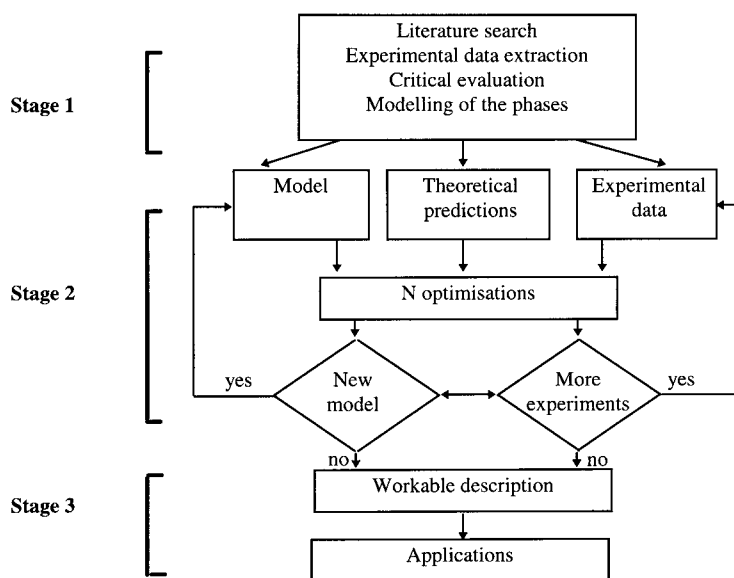 Literature search
Experimental data extraction
Critical evaluation
Modelling of the phases
Stage 1
Model
Theoretical
predictions
Experimental
data
Stage 2
N optimisations
yes
New
model
More
experiments
yes
no
no
Stage 3
Workable description
Applications